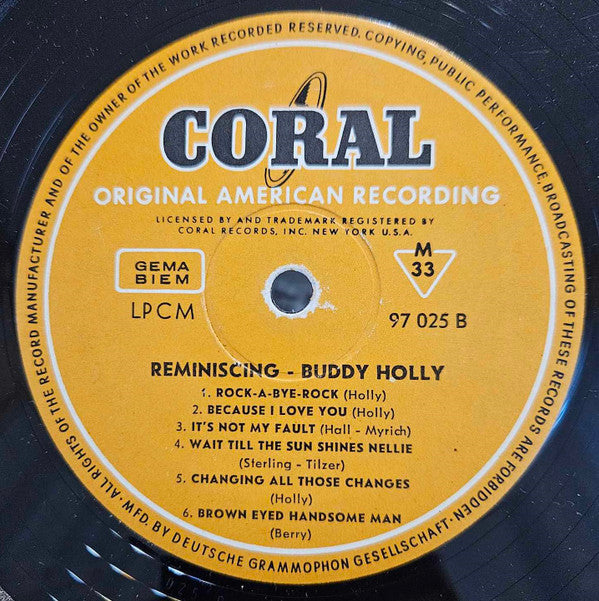 ALL RIGHTS OF THE RECORD MANUFACTURER AND OF THE OWNER OF THE WORK RECORDED RESERVED. COPYING, PUBLIC PERFORMANCE, BROADCASTING OF THESE RECORDS ARE FORBIDDEN
CORAL
ORIGINAL AMERICAN RECORDING
LICENSED BY AND TRADEMARK REGISTERED BY
CORAL RECORDS, INC. NEW YORK U.S.A.
GEMA
BIEM
M
33
LPCM
97 025 B
REMINISCING - BUDDY HOLLY
1. ROCK-A-BYE-ROCK (Holly)
2. BECAUSE I LOVE YOU (Holly)
3. IT'S NOT MY FAULT (Hall - Myrich)
4. WAIT TILL THE SUN SHINES NELLIE
(Sterling - Tilzer)
5. CHANGING ALL THOSE CHANGES
(Holly)
6. BROWN EYED HANDSOME MAN
(Berry)
MFD. BY DEUTSCHE GRAMMOPHON GESELLSCHAFT